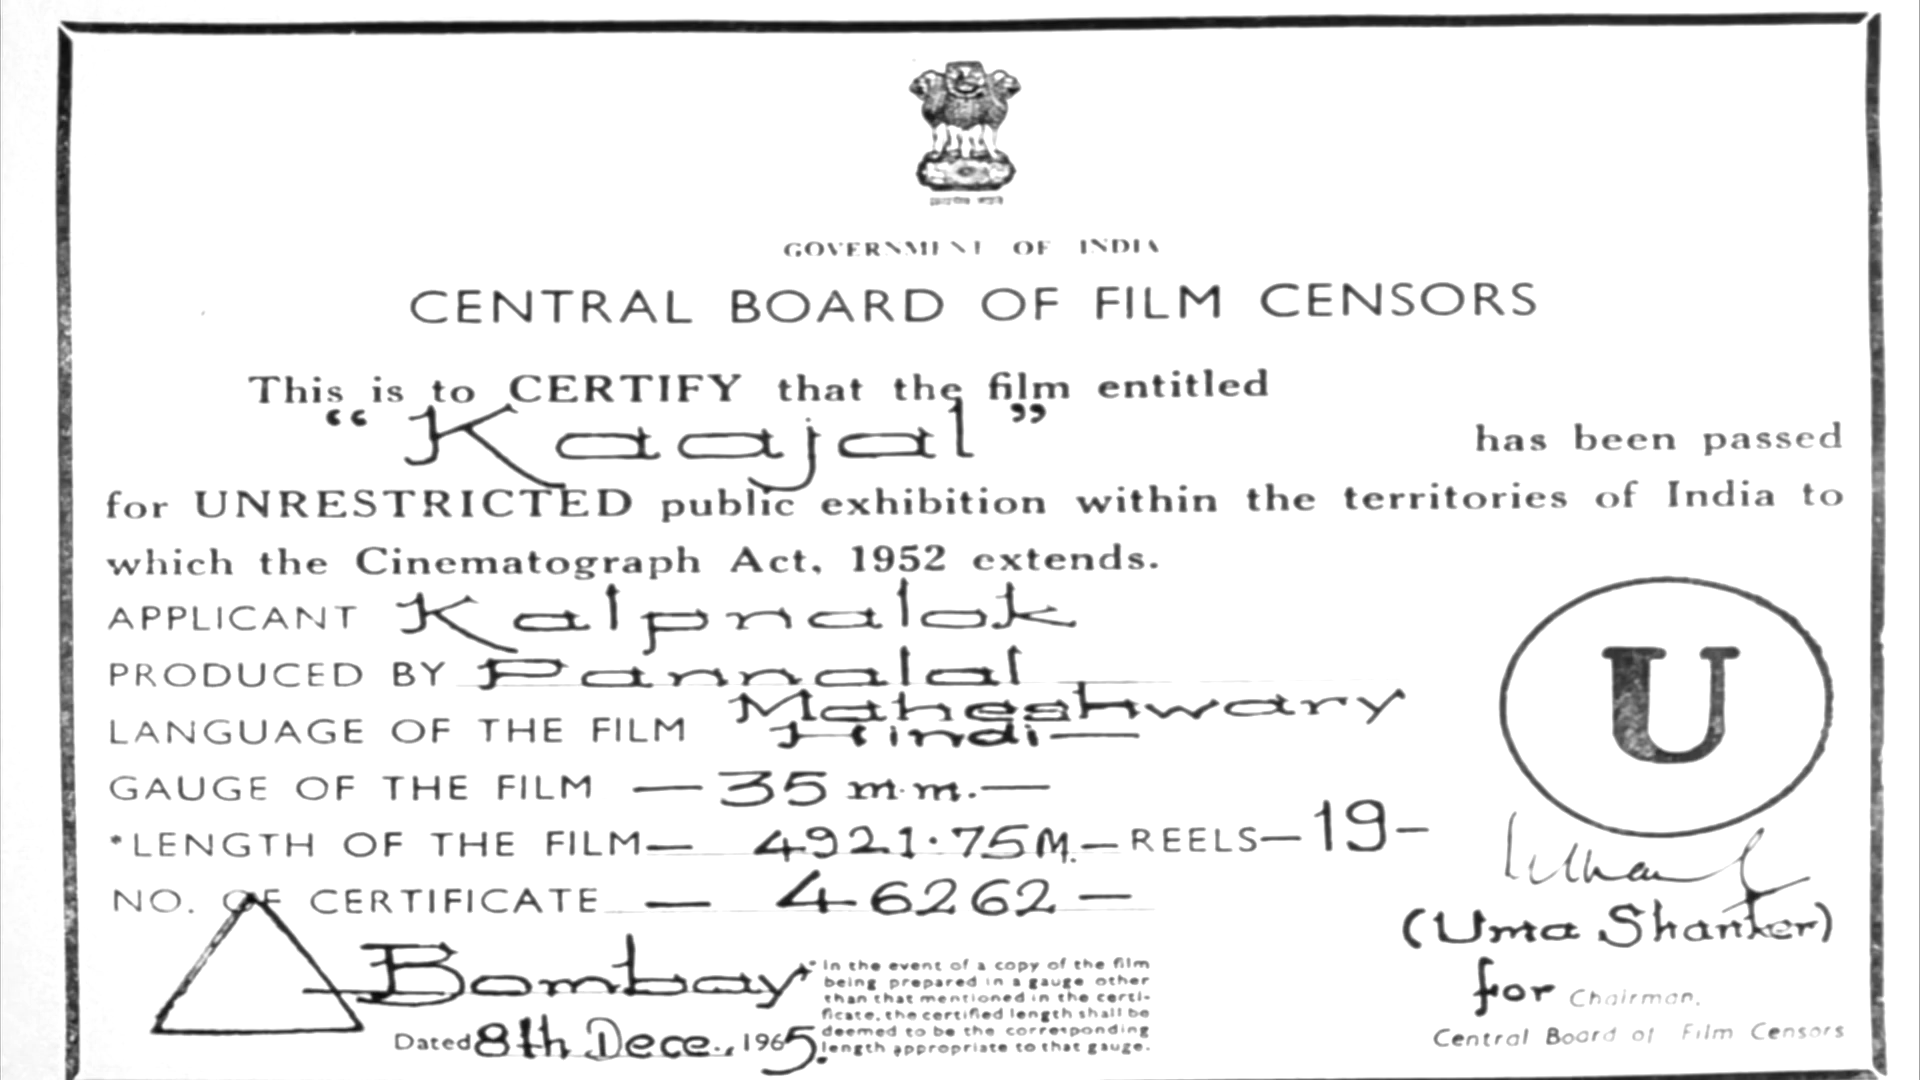 GOVERNMENT OF INDIA
CENTRAL BOARD OF FILM CENSORS
This is to CERTIFY that the film entitled
“Kaajal”
has been passed
for UNRESTRICTED public exhibition within the territories of India to
which the Cinematograph Act, 1952 extends.
APPLICANT Kalpnalok
PRODUCED BY Pannalal
Maheshwary
LANGUAGE OF THE FILM Hindi—
GAUGE OF THE FILM —35 m.m.—
*LENGTH OF THE FILM— 4921.75M.—REELS—19—
NO. OF CERTIFICATE — 46262—
U
(Uma Shanker)
for Chairman,
Central Board of Film Censors
Bombay
Dated 8th Dece., 1965.
* In the event of a copy of the film
being prepared in a gauge other
than that mentioned in the certi-
ficate, the certified length shall be
deemed to be the corresponding
length appropriate to that gauge.